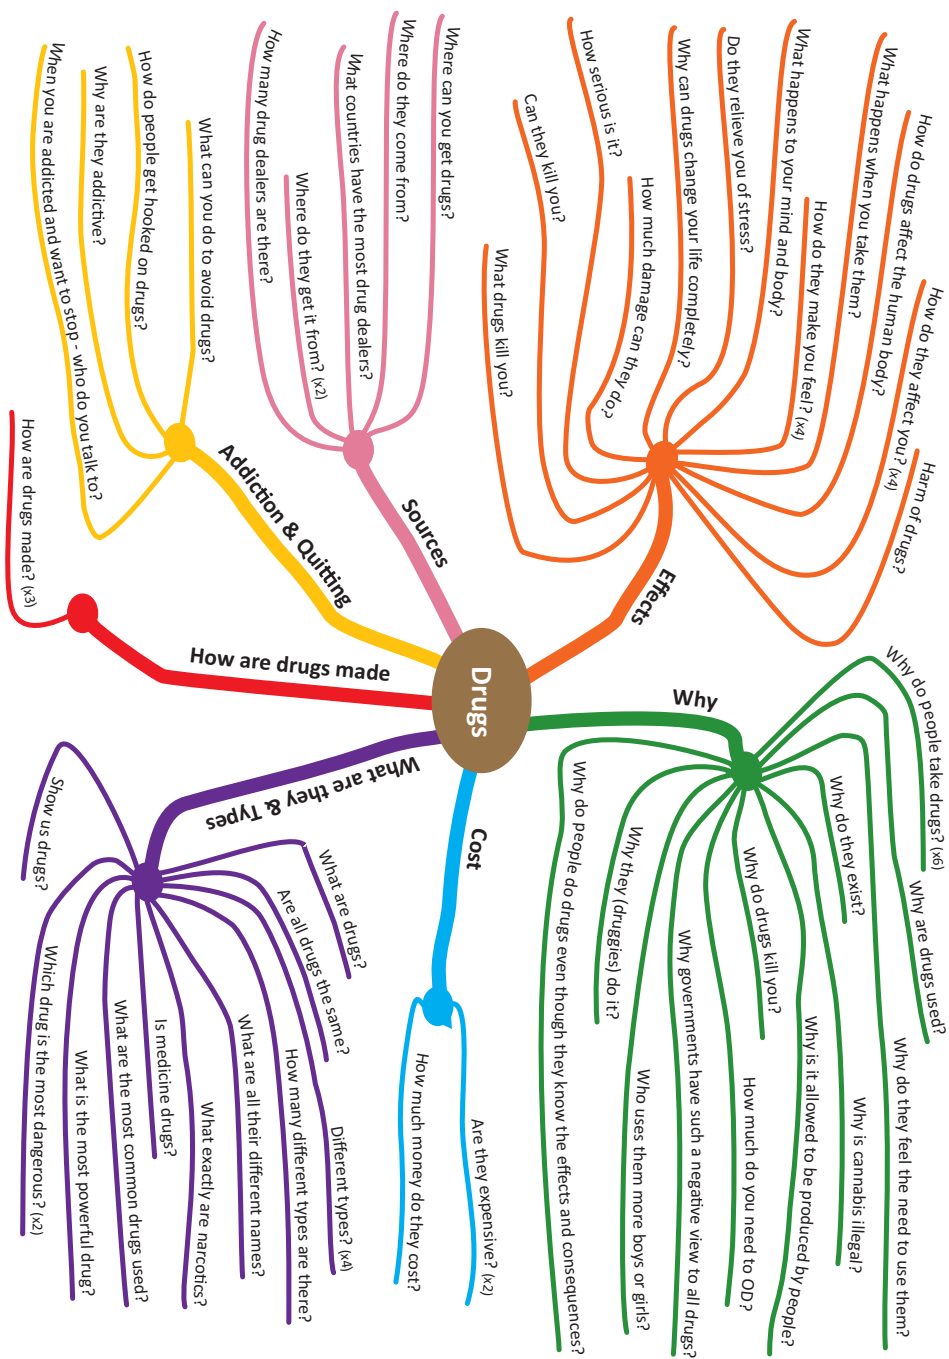 Drugs
Effects
Harm of drugs?
How do they affect you? (x4)
How do drugs affect the human body?
What happens when you take them?
How do they make you feel? (x4)
What happens to your mind and body?
Do they relieve you of stress?
Why can drugs change your life completely?
How much damage can they do?
How serious is it?
Can they kill you?
What drugs kill you?
Sources
Where can you get drugs?
Where do they come from?
What countries have the most drug dealers?
Where do they get it from? (x2)
How many drug dealers are there?
Addiction & Quitting
What can you do to avoid drugs?
How do people get hooked on drugs?
Why are they addictive?
When you are addicted and want to stop - who do you talk to?
How are drugs made
How are drugs made? (x3)
What are they & Types
Show us drugs?
Which drug is the most dangerous? (x2)
What is the most powerful drug?
What are the most common drugs used?
Is medicine drugs?
What exactly are narcotics?
What are all their different names?
How many different types are there?
Different types? (x4)
Are all drugs the same?
What are drugs?
Cost
How much money do they cost?
Are they expensive? (x2)
Why
Why do people take drugs? (x6)
Why are drugs used?
Why do they feel the need to use them?
Why do they exist?
Why is cannabis illegal?
Why is it allowed to be produced by people?
Why do drugs kill you?
How much do you need to OD?
Why governments have such a negative view to all drugs?
Who uses them more boys or girls?
Why they (druggies) do it?
Why do people do drugs even though they know the effects and consequences?